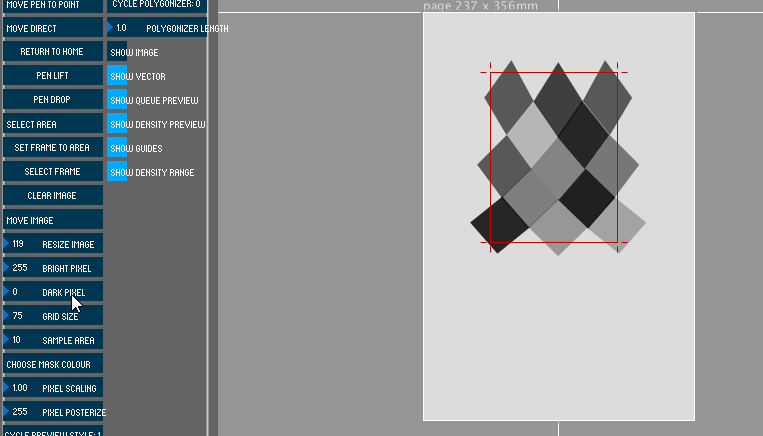 MOVE PEN TO POINT
CYCLE POLYGONIZER: 0
page 237 x 356mm
MOVE DIRECT
1.0 POLYGONIZER LENGTH
RETURN TO HOME
SHOW IMAGE
PEN LIFT
SHOW VECTOR
PEN DROP
SHOW QUEUE PREVIEW
SELECT AREA
SHOW DENSITY PREVIEW
SET FRAME TO AREA
SHOW GUIDES
SELECT FRAME
SHOW DENSITY RANGE
CLEAR IMAGE
MOVE IMAGE
119 RESIZE IMAGE
255 BRIGHT PIXEL
0 DARK PIXEL
75 GRID SIZE
10 SAMPLE AREA
CHOOSE MASK COLOUR
1.00 PIXEL SCALING
255 PIXEL POSTERIZE
CYCLE PREVIEW STYLE: 1